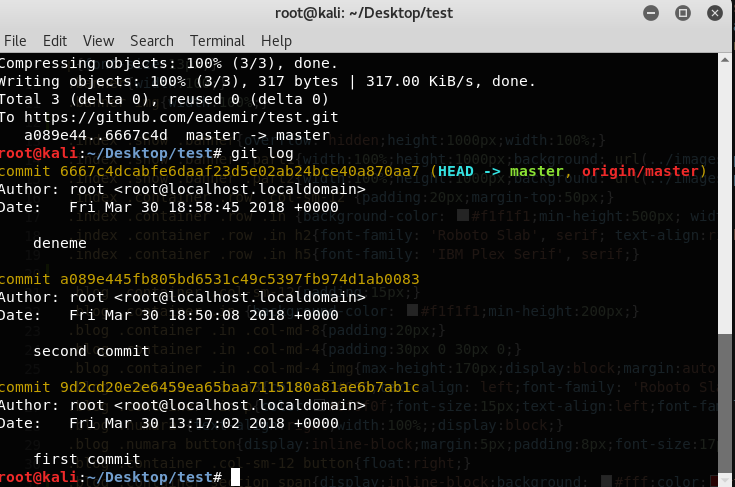 root@kali: ~/Desktop/test
File Edit View Search Terminal Help
Compressing objects: 100% (3/3), done.
Writing objects: 100% (3/3), 317 bytes | 317.00 KiB/s, done.
Total 3 (delta 0), reused 0 (delta 0)
To https://github.com/eademir/test.git
a089e44..6667c4d master -> master
root@kali:~/Desktop/test# git log
commit 6667c4dcabfe6daaf23d5e02ab24bce40a870aa7 (HEAD -> master, origin/master)
Author: root <root@localhost.localdomain>
Date: Fri Mar 30 18:58:45 2018 +0000
deneme
commit a089e445fb805bd6531c49c5397fb974d1ab0083
Author: root <root@localhost.localdomain>
Date: Fri Mar 30 18:50:08 2018 +0000
second commit
commit 9d2cd20e2e6459ea65baa7115180a81ae6b7ab1c
Author: root <root@localhost.localdomain>
Date: Fri Mar 30 13:17:02 2018 +0000
first commit
root@kali:~/Desktop/test#